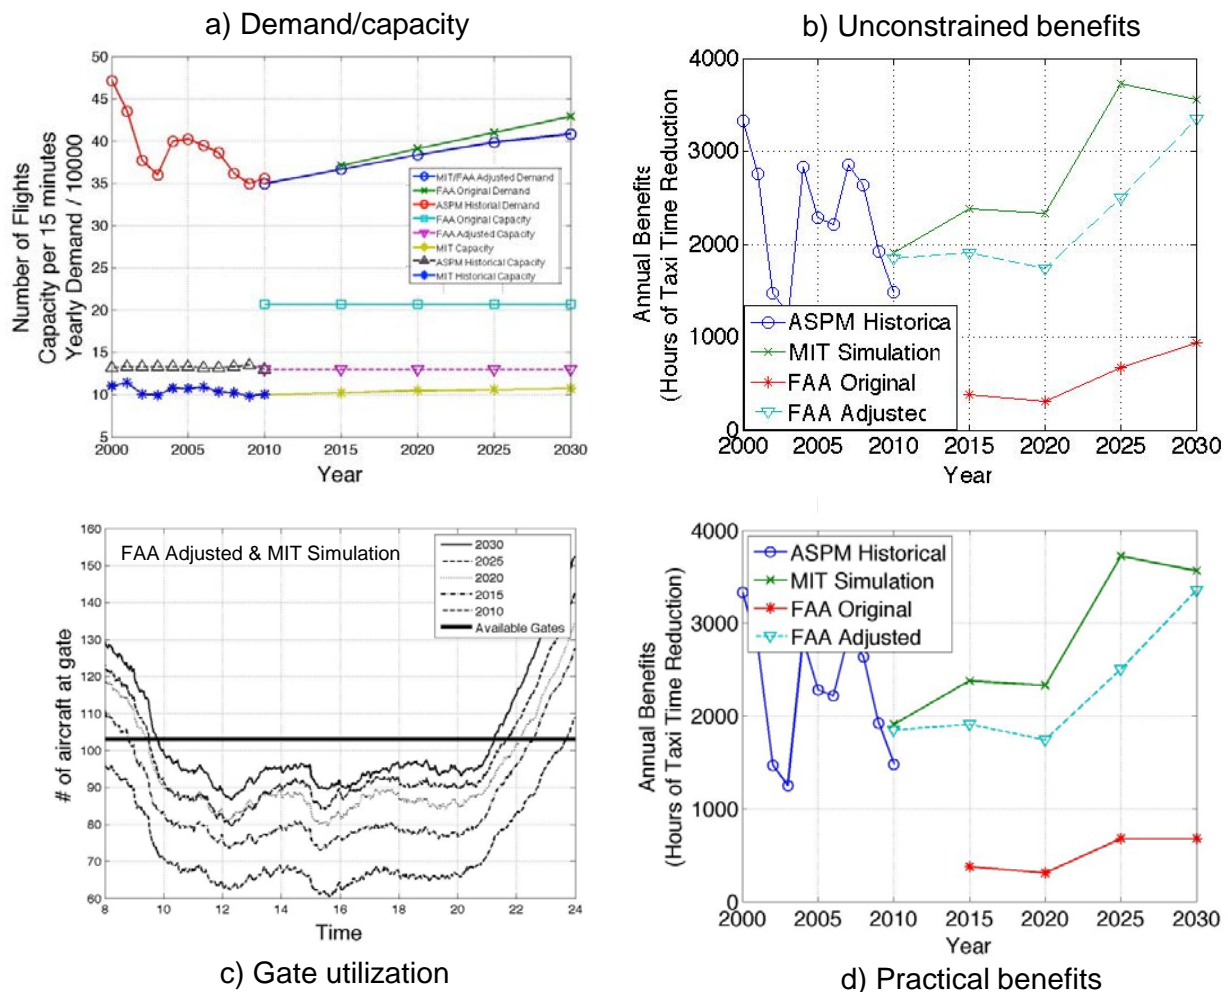 a) Demand/capacity
Number of Flights
Capacity per 15 minutes
Yearly Demand / 10000
50
45
40
35
30
25
20
15
10
5
MIT/FAA Adjusted Demand
FAA Original Demand
ASPM Historial Demand
FAA Original Capacity
FAA Adjusted Capacity
MIT Capacity
ASPM Historical Capacity
MIT Historical Capacity
2000 2005 2010 2015 2020 2025 2030
Year
b) Unconstrained benefits
Annual Benefits
(Hours of Taxi Time Reduction
4000
3000
2000
1000
0
ASPM Historica
MIT Simulation
FAA Original
FAA Adjusted
2000 2005 2010 2015 2020 2025 2030
Year
# of aircraft at gate
160
150
140
130
120
110
100
90
80
70
60
FAA Adjusted & MIT Simulation
2030
2025
2020
2015
2010
Available Gates
8 10 12 14 16 18 20 22 24
Time
c) Gate utilization
Annual Benefits
(Hours of Taxi Time Reduction)
4000
3000
2000
1000
0
ASPM Historical
MIT Simulation
FAA Original
FAA Adjusted
2000 2005 2010 2015 2020 2025 2030
Year
d) Practical benefits